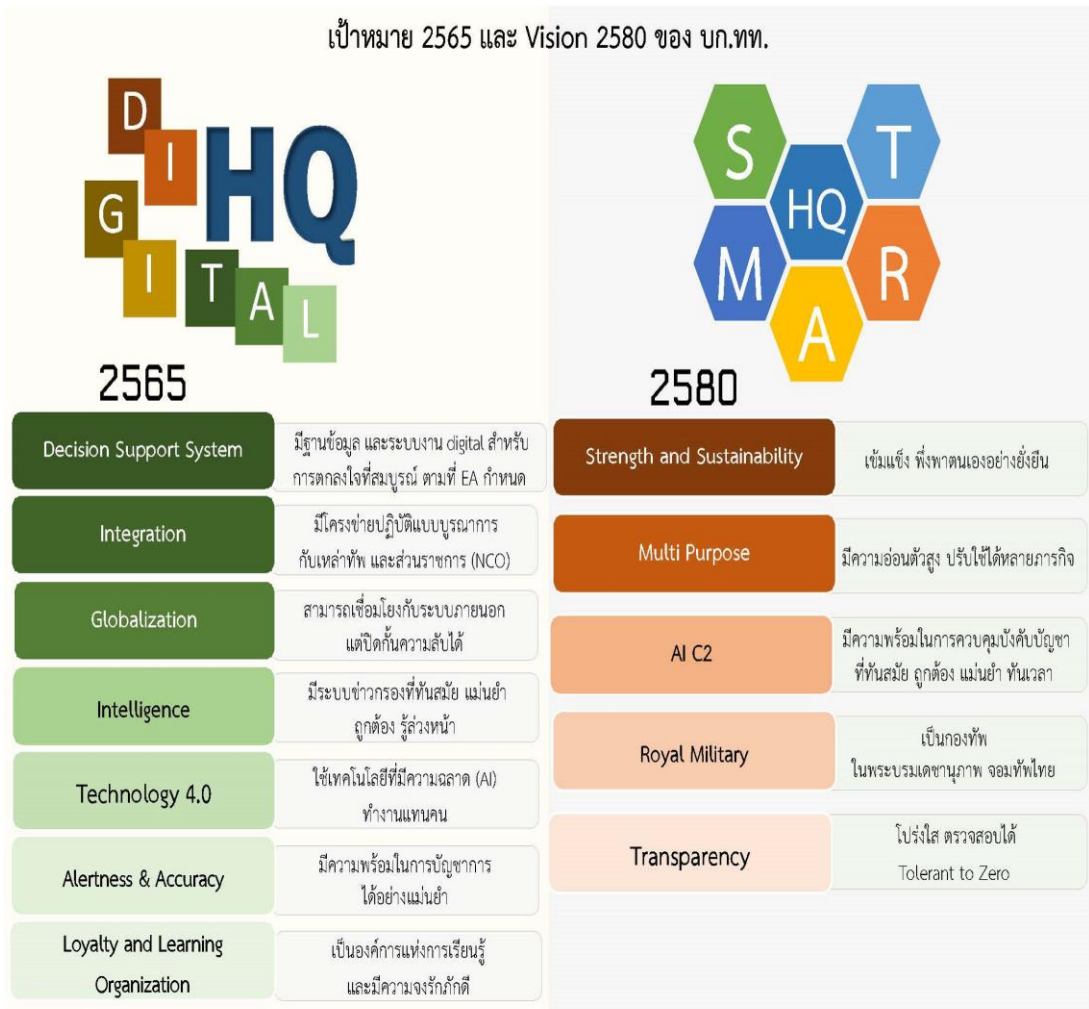 เป้าหมาย 2565 และ Vision 2580 ของ บก.ทท.
D
I
G
I
T
A
L
HQ
2565
Decision Support System
มีฐานข้อมูล และระบบงาน digital สำหรับ
การตกลงใจที่สมบูรณ์ ตามที่ EA กำหนด
Integration
มีโครงข่ายปฏิบัติแบบบูรณาการ
กับเหล่าทัพ และส่วนราชการ (NCO)
Globalization
สามารถเชื่อมโยงกับระบบภายนอก
แต่ปิดกั้นความลับได้
Intelligence
มีระบบข่าวกรองที่ทันสมัย แม่นยำ
ถูกต้อง รู้ล่วงหน้า
Technology 4.0
ใช้เทคโนโลยีที่มีความฉลาด (AI)
ทำงานแทนคน
Alertness & Accuracy
มีความพร้อมในการบัญชาการ
ได้อย่างแม่นยำ
Loyalty and Learning
Organization
เป็นองค์การแห่งการเรียนรู้
และมีความจงรักภักดี
S
M
A
R
T
HQ
2580
Strength and Sustainability
เข้มแข็ง พึ่งพาตนเองอย่างยั่งยืน
Multi Purpose
มีความอ่อนตัวสูง ปรับใช้ได้หลายภารกิจ
AI C2
มีความพร้อมในการควบคุมบังคับบัญชา
ที่ทันสมัย ถูกต้อง แม่นยำ ทันเวลา
Royal Military
เป็นกองทัพ
ในพระบรมเดชานุภาพ จอมทัพไทย
Transparency
โปร่งใส ตรวจสอบได้
Tolerant to Zero